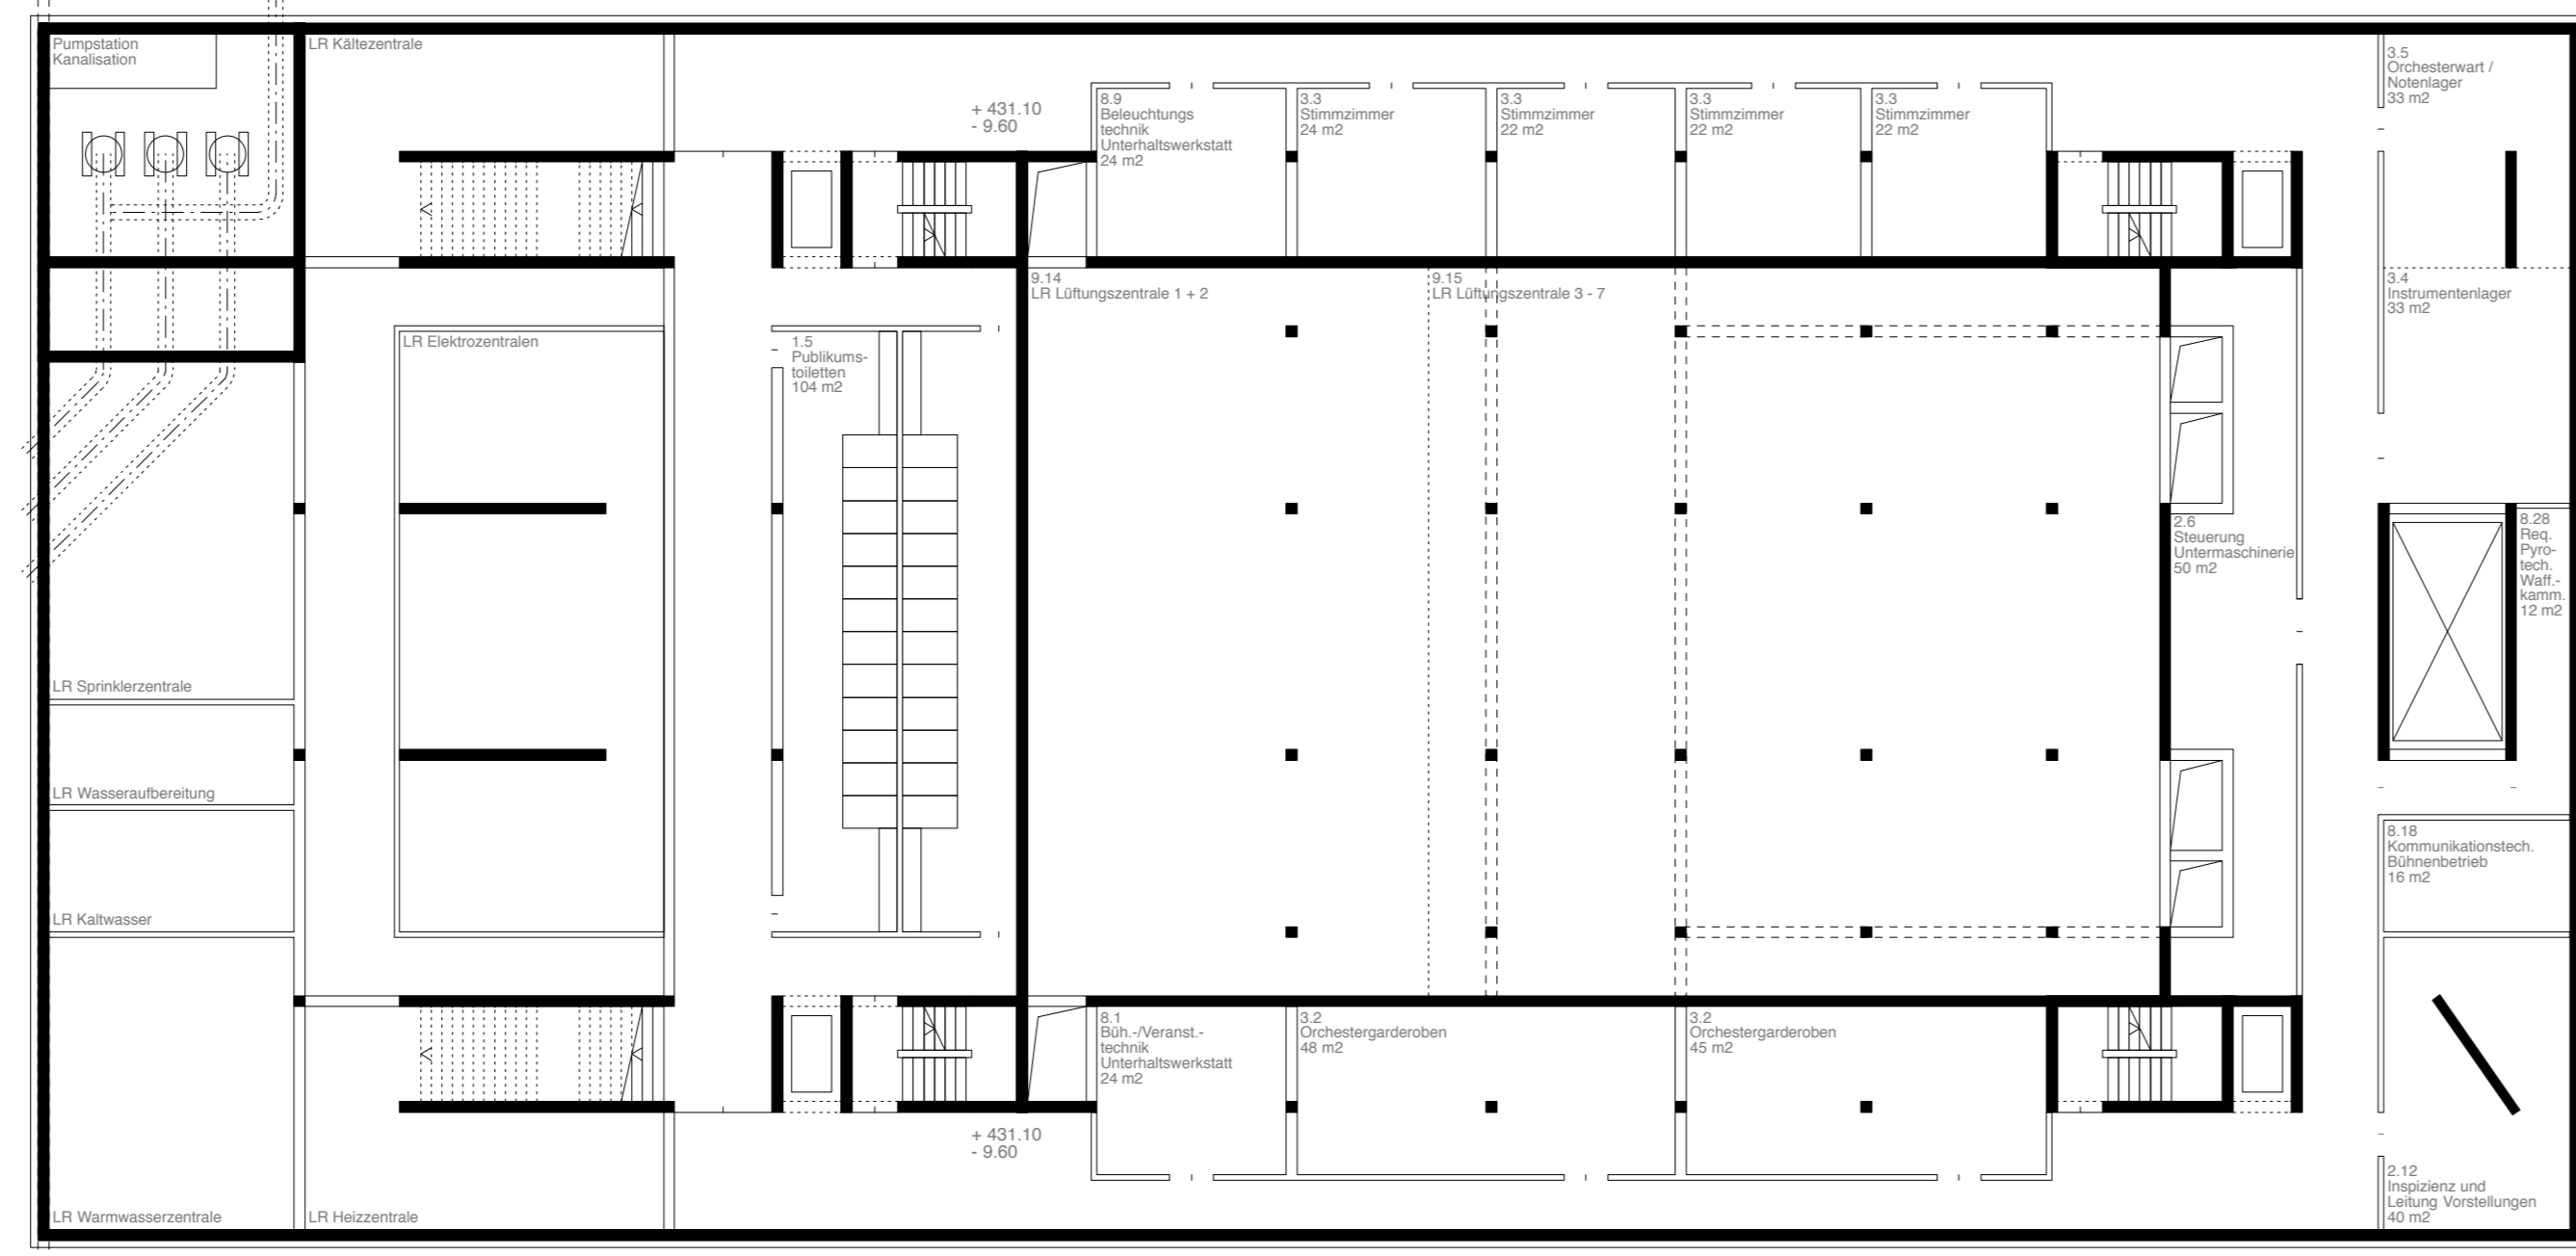 Pumpstation
Kanalisation
LR Kältezentrale
+ 431.10
- 9.60
8.9
Beleuchtungs
technik
Unterhaltswerkstatt
24 m2
3.3
Stimmzimmer
24 m2
3.3
Stimmzimmer
22 m2
3.3
Stimmzimmer
22 m2
3.3
Stimmzimmer
22 m2
3.5
Orchesterwart /
Notenlager
33 m2
9.14
LR Lüftungszentrale 1 + 2
9.15
LR Lüftungszentrale 3 - 7
3.4
Instrumentenlager
33 m2
LR Elektrozentralen
1.5
Publikums-
toiletten
104 m2
2.6
Steuerung
Untermaschinerie
50 m2
8.28
Req.
Pyro-
tech.
Waff.-
kamm.
12 m2
LR Sprinklerzentrale
LR Wasseraufbereitung
LR Kaltwasser
8.18
Kommunikationstech.
Bühnenbetrieb
16 m2
8.1
Büh.-/Veranst.-
technik
Unterhaltswerkstatt
24 m2
3.2
Orchestergarderoben
48 m2
3.2
Orchestergarderoben
45 m2
+ 431.10
- 9.60
2.12
Inspizienz und
Leitung Vorstellungen
40 m2
LR Warmwasserzentrale
LR Heizzentrale